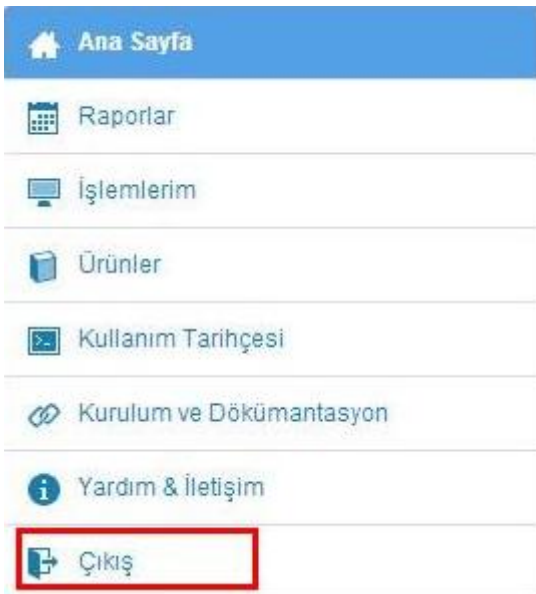 Ana Sayfa
Raporlar
İşlemlerim
Ürünler
Kullanım Tarihçesi
Kurulum ve Dökümantasyon
Yardım & İletişim
Çıkış